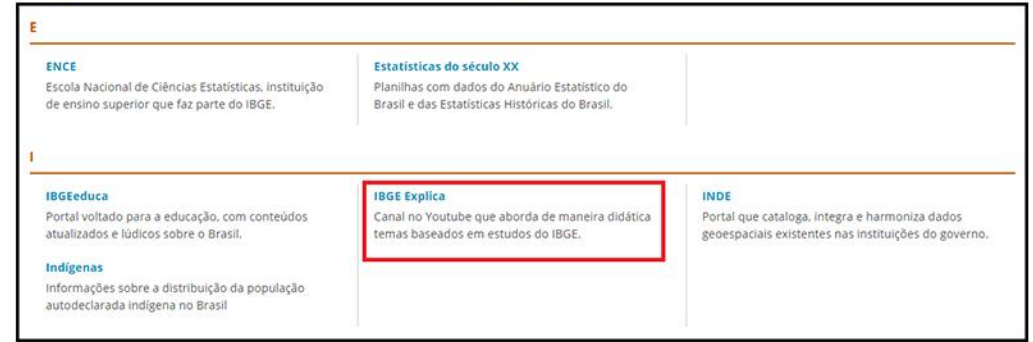 E
ENCE
Escola Nacional de Ciências Estatísticas, instituição
de ensino superior que faz parte do IBGE.
Estatísticas do século XX
Planilhas com dados do Anuário Estatístico do
Brasil e das Estatísticas Históricas do Brasil.
I
IBGEeduca
Portal voltado para a educação, com conteúdos
atualizados e lúdicos sobre o Brasil.
Indígenas
Informações sobre a distribuição da população
autodeclarada indígena no Brasil
IBGE Explica
Canal no Youtube que aborda de maneira didática
temas baseados em estudos do IBGE.
INDE
Portal que cataloga, integra e harmoniza dados
geoespaciais existentes nas instituições do governo.